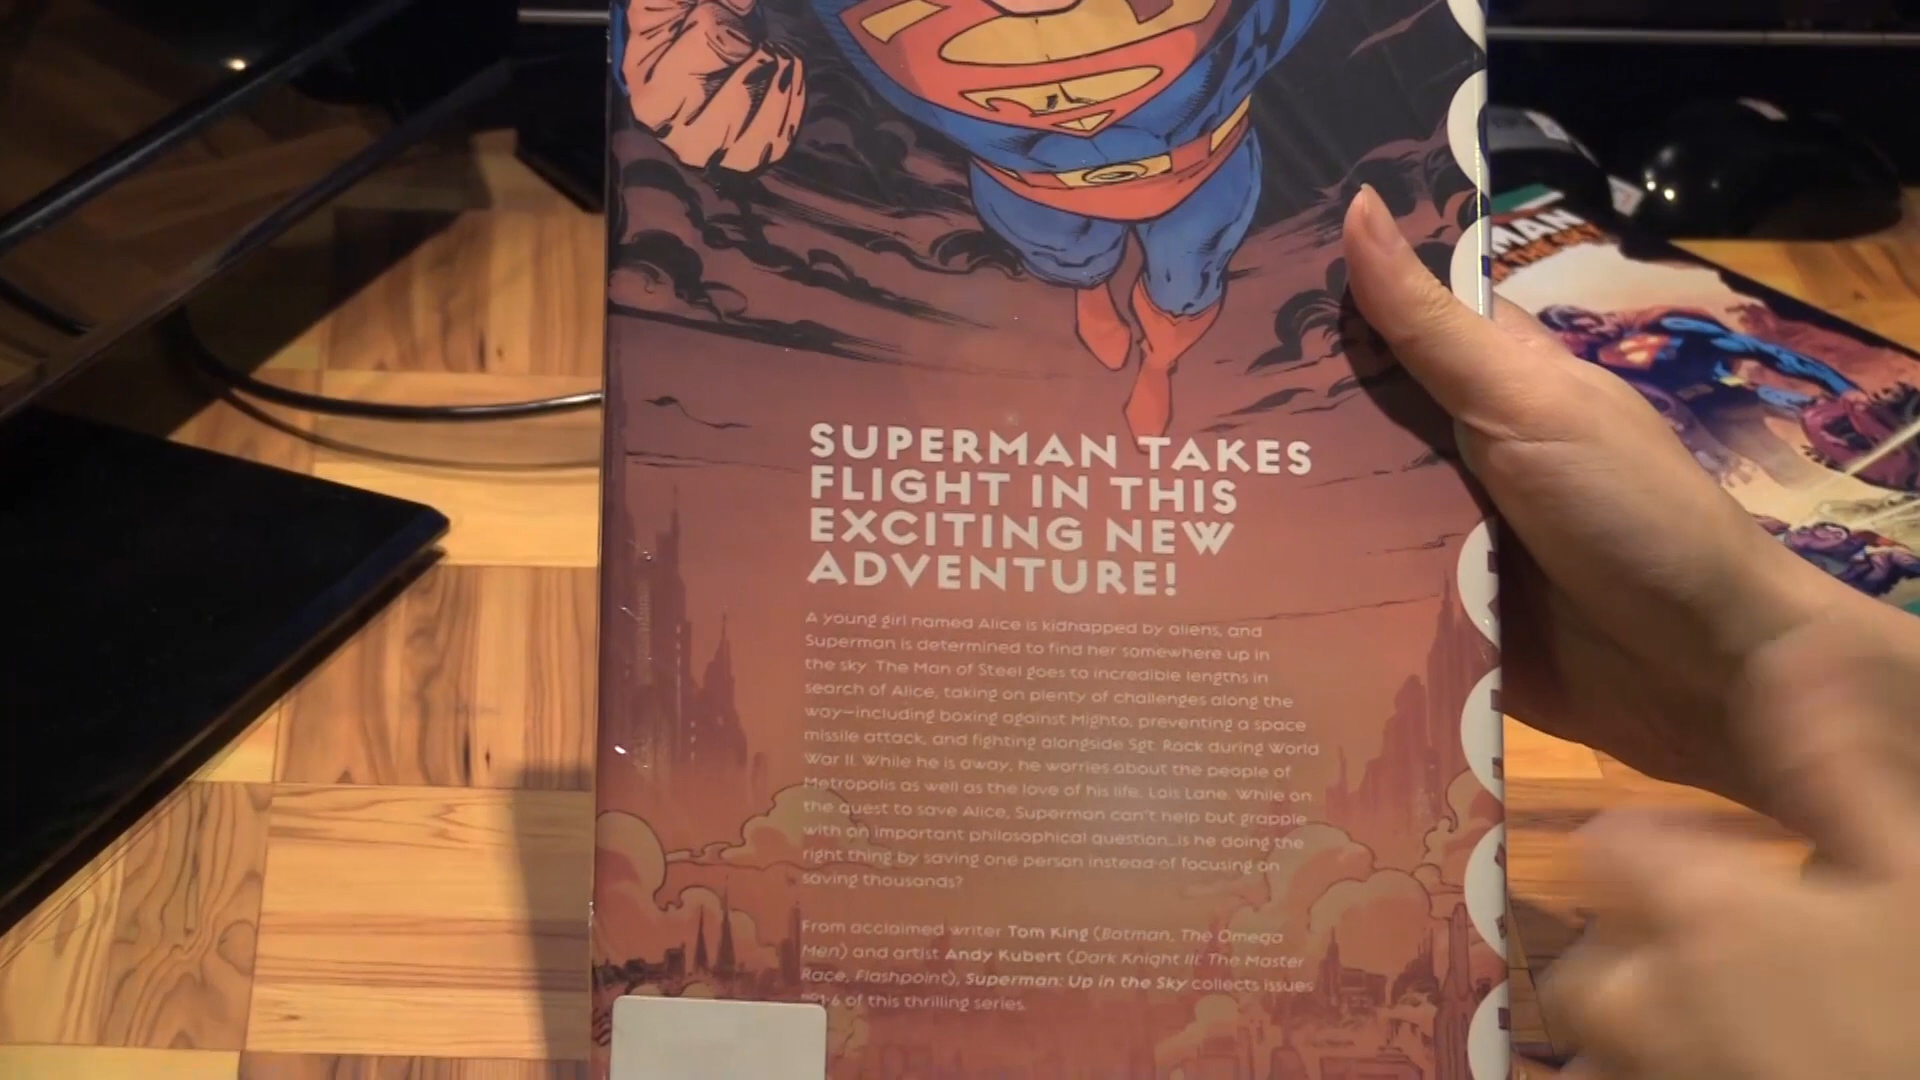 SUPERMAN TAKES
FLIGHT IN THIS
EXCITING NEW
ADVENTURE!
A young girl named Alice is kidnapped by aliens, and
Superman is determined to find her somewhere up in
the sky. The Man of Steel goes to incredible lengths in
search of Alice, taking on plenty of challenges along the
way—including boxing against Mighto, preventing a space
missile attack, and fighting alongside Sgt. Rock during World
War II. While he is away, he worries about the people of
Metropolis as well as the love of his life, Lois Lane. While on
the quest to save Alice, Superman can't help but grapple
with an important philosophical question...is he doing the
right thing by saving one person instead of focusing on
saving thousands?
From acclaimed writer Tom King (Batman, The Omega
Men) and artist Andy Kubert (Dark Knight III: The Master
Race, Flashpoint), Superman: Up in the Sky collects issues
#1-6 of this thrilling series.
MAN
IN THE SKY